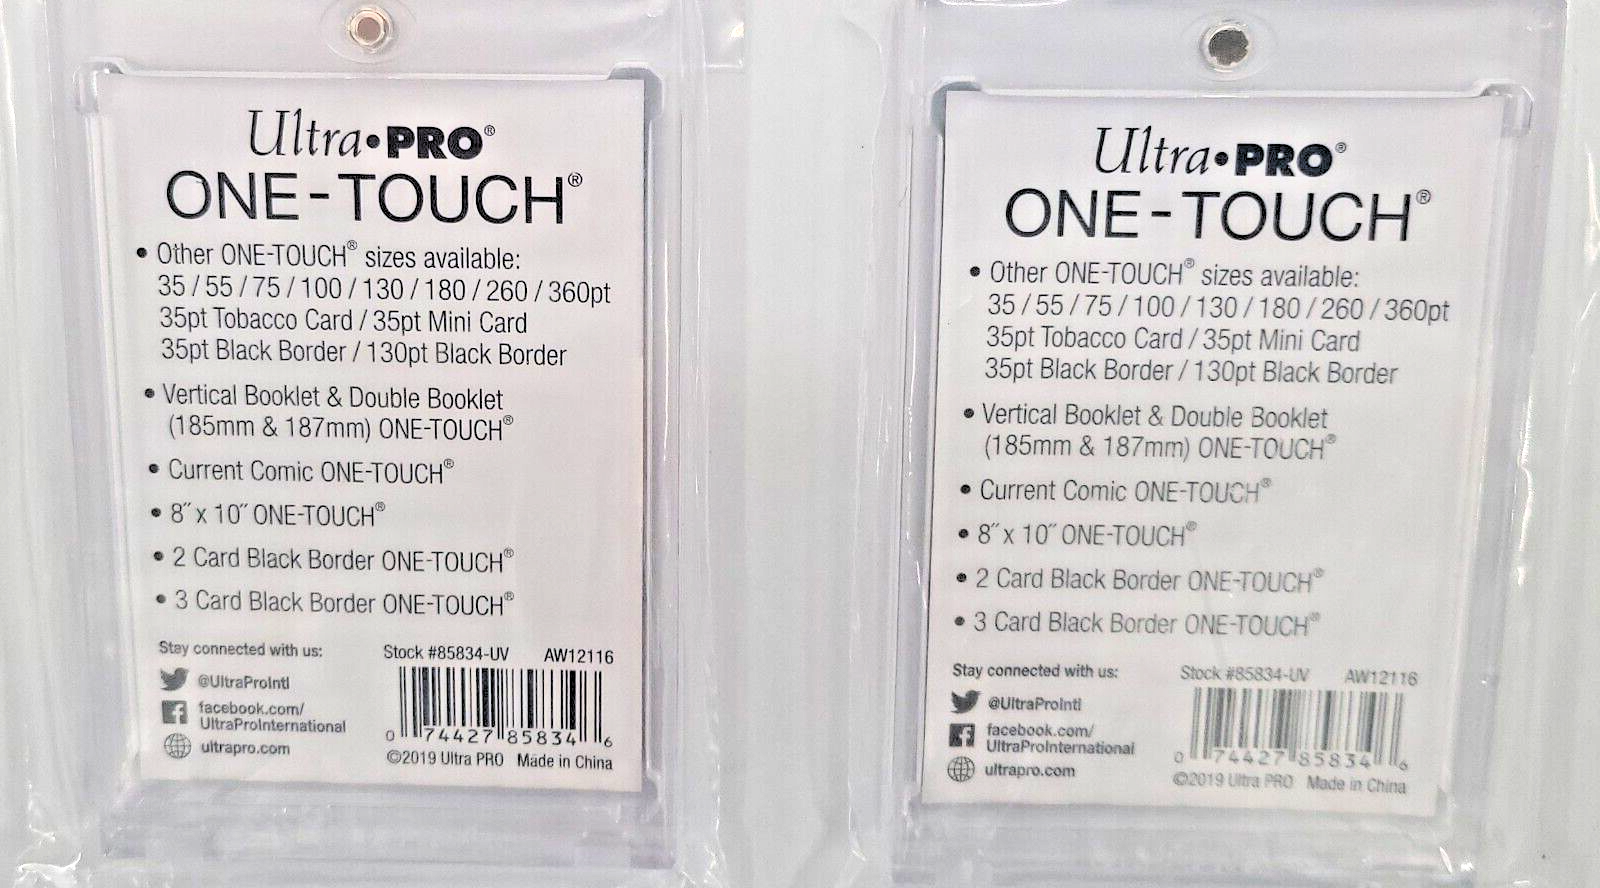 Ultra•PRO®
ONE-TOUCH®
• Other ONE-TOUCH® sizes available:
35 / 55 / 75 / 100 / 130 / 180 / 260 / 360pt
35pt Tobacco Card / 35pt Mini Card
35pt Black Border / 130pt Black Border
• Vertical Booklet & Double Booklet
(185mm & 187mm) ONE-TOUCH®
• Current Comic ONE-TOUCH®
• 8˝ x 10˝ ONE-TOUCH®
• 2 Card Black Border ONE-TOUCH®
• 3 Card Black Border ONE-TOUCH®
Stay connected with us:
@UltraProIntl
facebook.com/
UltraProInternational
ultrapro.com
Stock #85834-UV AW12116
0 74427 85834 6
©2019 Ultra PRO Made in China
Ultra•PRO®
ONE-TOUCH®
• Other ONE-TOUCH® sizes available:
35 / 55 / 75 / 100 / 130 / 180 / 260 / 360pt
35pt Tobacco Card / 35pt Mini Card
35pt Black Border / 130pt Black Border
• Vertical Booklet & Double Booklet
(185mm & 187mm) ONE-TOUCH®
• Current Comic ONE-TOUCH®
• 8˝ x 10˝ ONE-TOUCH®
• 2 Card Black Border ONE-TOUCH®
• 3 Card Black Border ONE-TOUCH®
Stay connected with us:
@UltraProIntl
facebook.com/
UltraProInternational
ultrapro.com
Stock #85834-UV AW12116
0 74427 85834 6
©2019 Ultra PRO Made in China